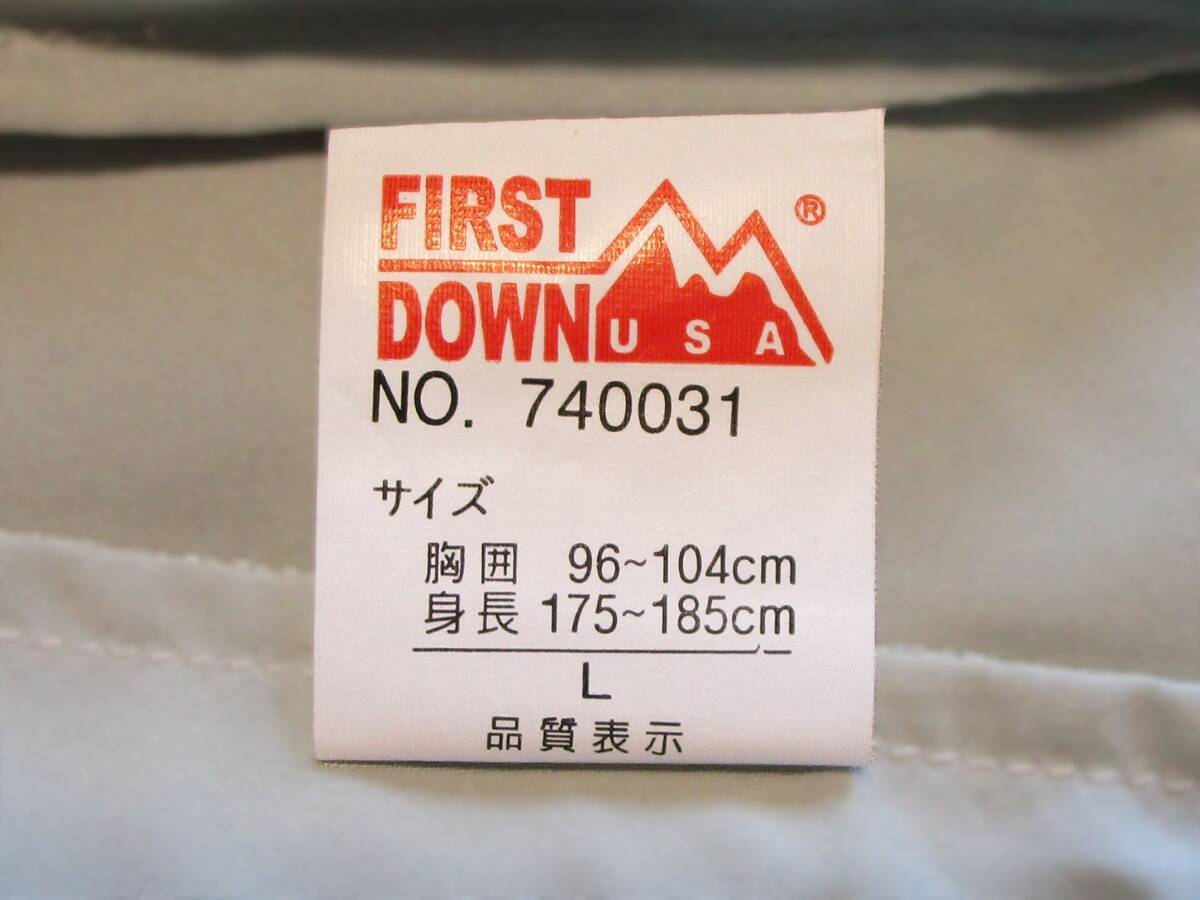 FIRST
DOWN USA ®
NO. 740031
サイズ
胸囲 96~104cm
身長 175~185cm
L
品質表示